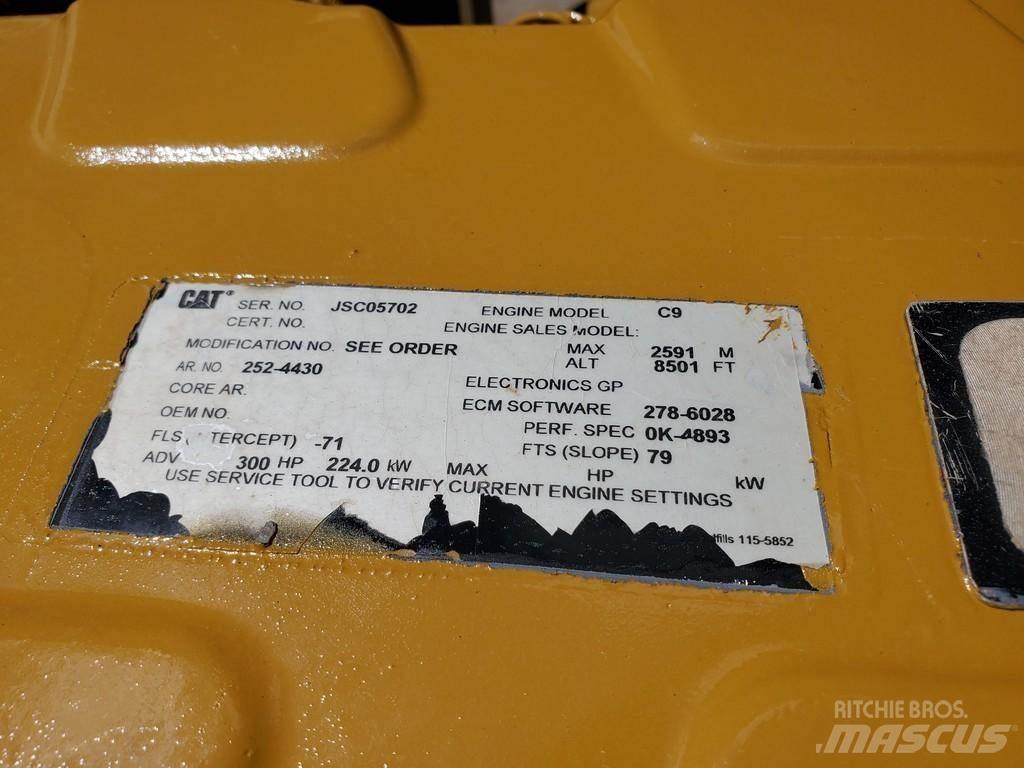 CAT® SER. NO. JSC05702 ENGINE MODEL C9
CERT. NO. ENGINE SALES MODEL:
MODIFICATION NO. SEE ORDER MAX 2591 M
ALT 8501 FT
AR. NO. 252-4430 ELECTRONICS GP
CORE AR. ECM SOFTWARE 278-6028
OEM NO. PERF. SPEC 0K-4893
FLS ( TERCEPT) -71 FTS (SLOPE) 79
ADV 300 HP 224.0 kW MAX HP kW
USE SERVICE TOOL TO VERIFY CURRENT ENGINE SETTINGS
115-5852
RITCHIE BROS.
MASCUS